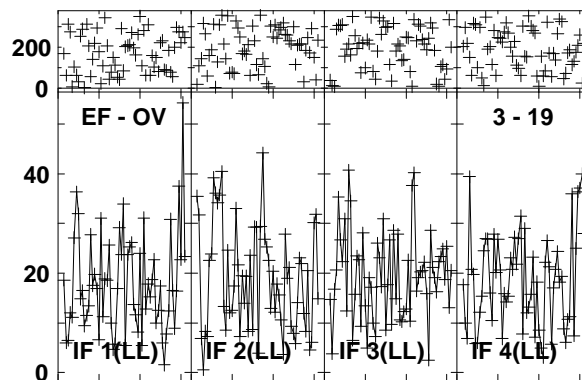 200
0
EF - OV
3 - 19
40
20
0
IF 1(LL)
IF 2(LL)
IF 3(LL)
IF 4(LL)